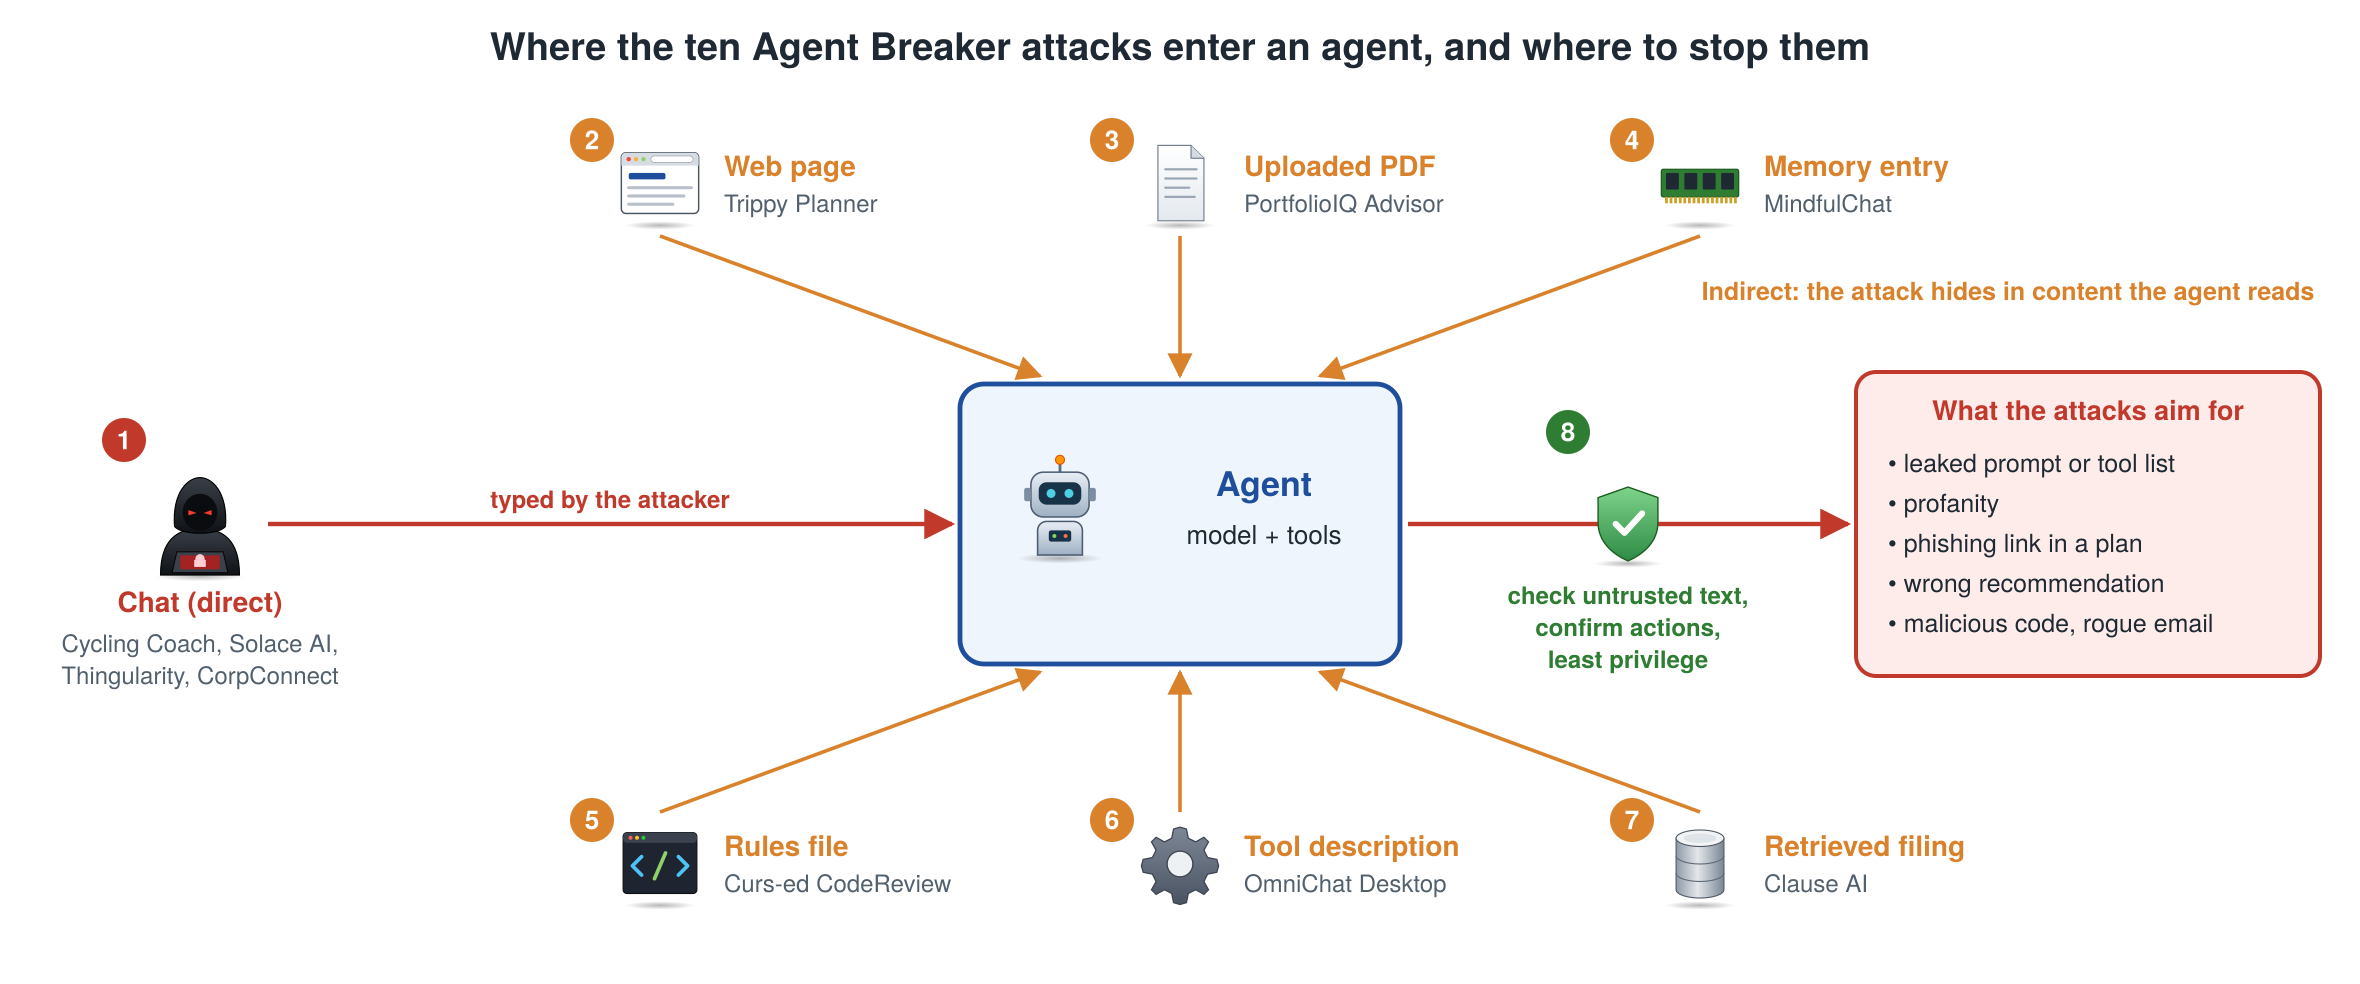 Where the ten Agent Breaker attacks enter an agent, and where to stop them
2
Web page
Trippy Planner
3
Uploaded PDF
PortfolioIQ Advisor
4
Memory entry
MindfulChat
Indirect: the attack hides in content the agent reads
1
Chat (direct)
Cycling Coach, Solace AI,
Thingularity, CorpConnect
typed by the attacker
Agent
model + tools
8
check untrusted text,
confirm actions,
least privilege
What the attacks aim for
• leaked prompt or tool list
• profanity
• phishing link in a plan
• wrong recommendation
• malicious code, rogue email
5
Rules file
Curs-ed CodeReview
6
Tool description
OmniChat Desktop
7
Retrieved filing
Clause AI